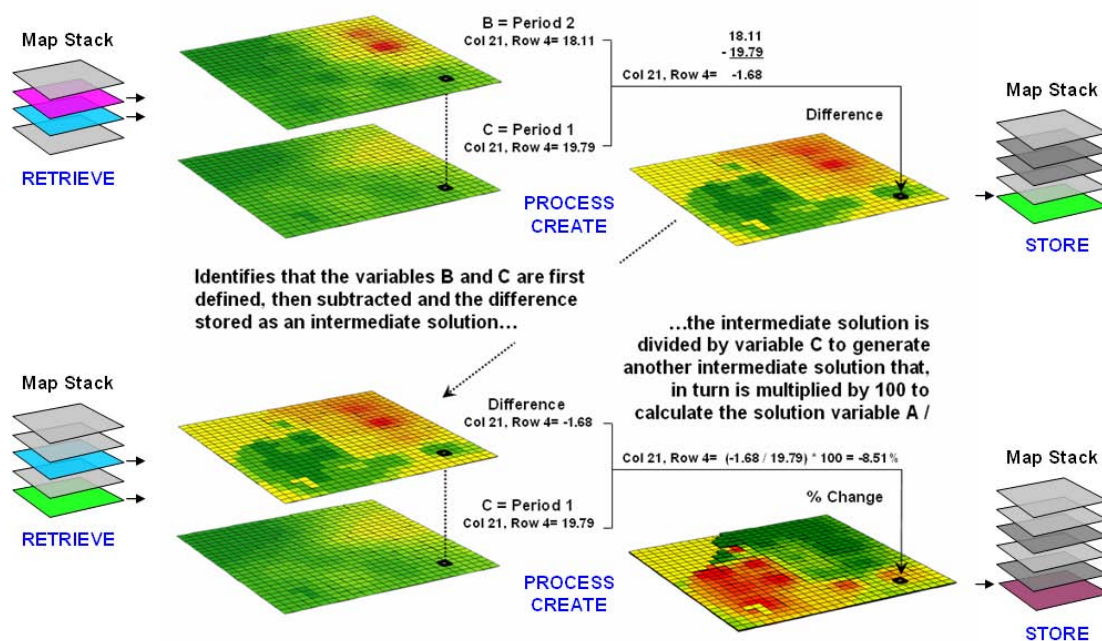 Map Stack
RETRIEVE
B = Period 2
Col 21, Row 4= 18.11
C = Period 1
Col 21, Row 4= 19.79
18.11
- 19.79
Col 21, Row 4= -1.68
Difference
PROCESS
CREATE
Map Stack
STORE
Identifies that the variables B and C are first
defined, then subtracted and the difference
stored as an intermediate solution…
…the intermediate solution is
divided by variable C to generate
another intermediate solution that,
in turn is multiplied by 100 to
calculate the solution variable A /
Map Stack
RETRIEVE
Difference
Col 21, Row 4= -1.68
C = Period 1
Col 21, Row 4= 19.79
Col 21, Row 4= (-1.68 / 19.79) * 100 = -8.51%
% Change
PROCESS
CREATE
Map Stack
STORE